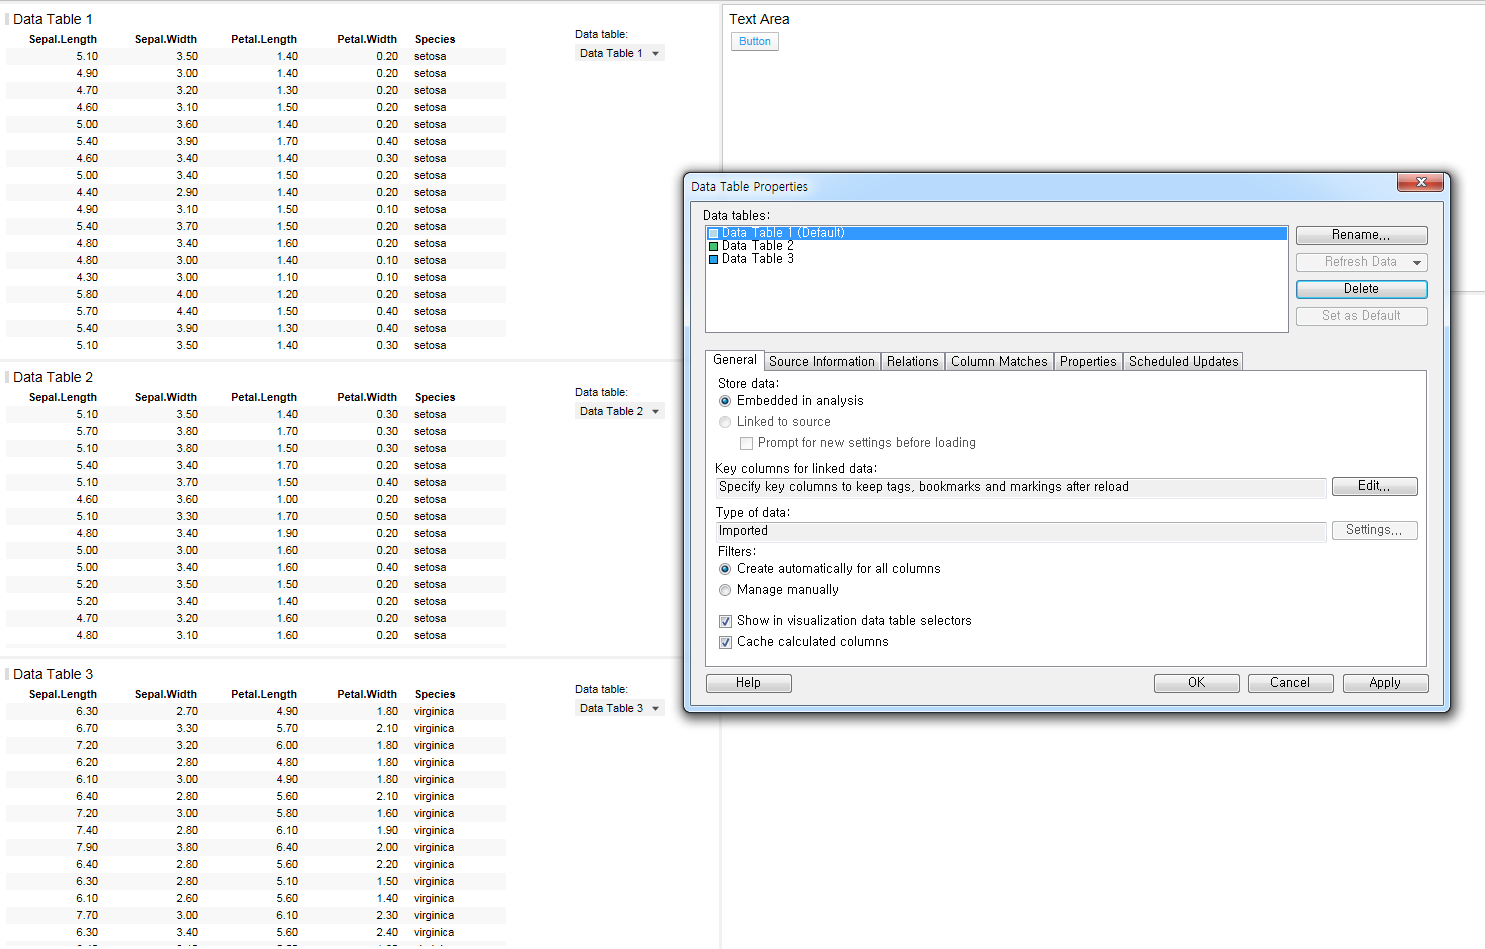 Data Table 1
Sepal.Length Sepal.Width Petal.Length Petal.Width Species
5.10 3.50 1.40 0.20 setosa
4.90 3.00 1.40 0.20 setosa
4.70 3.20 1.30 0.20 setosa
4.60 3.10 1.50 0.20 setosa
5.00 3.60 1.40 0.20 setosa
5.40 3.90 1.70 0.40 setosa
4.60 3.40 1.40 0.30 setosa
5.00 3.40 1.50 0.20 setosa
4.40 2.90 1.40 0.20 setosa
4.90 3.10 1.50 0.10 setosa
5.40 3.70 1.50 0.20 setosa
4.80 3.40 1.60 0.20 setosa
4.80 3.00 1.40 0.10 setosa
4.30 3.00 1.10 0.10 setosa
5.80 4.00 1.20 0.20 setosa
5.70 4.40 1.50 0.40 setosa
5.40 3.90 1.30 0.40 setosa
5.10 3.50 1.40 0.30 setosa
Data table:
Data Table 1
Data Table 2
Sepal.Length Sepal.Width Petal.Length Petal.Width Species
5.10 3.50 1.40 0.30 setosa
5.70 3.80 1.70 0.30 setosa
5.10 3.80 1.50 0.30 setosa
5.40 3.40 1.70 0.20 setosa
5.10 3.70 1.50 0.40 setosa
4.60 3.60 1.00 0.20 setosa
5.10 3.30 1.70 0.50 setosa
4.80 3.40 1.90 0.20 setosa
5.00 3.00 1.60 0.20 setosa
5.00 3.40 1.60 0.40 setosa
5.20 3.50 1.50 0.20 setosa
5.20 3.40 1.40 0.20 setosa
4.70 3.20 1.60 0.20 setosa
4.80 3.10 1.60 0.20 setosa
Data table:
Data Table 2
Data Table 3
Sepal.Length Sepal.Width Petal.Length Petal.Width Species
6.30 2.70 4.90 1.80 virginica
6.70 3.30 5.70 2.10 virginica
7.20 3.20 6.00 1.80 virginica
6.20 2.80 4.80 1.80 virginica
6.10 3.00 4.90 1.80 virginica
6.40 2.80 5.60 2.10 virginica
7.20 3.00 5.80 1.60 virginica
7.40 2.80 6.10 1.90 virginica
7.90 3.80 6.40 2.00 virginica
6.40 2.80 5.60 2.20 virginica
6.30 2.80 5.10 1.50 virginica
6.10 2.60 5.60 1.40 virginica
7.70 3.00 6.10 2.30 virginica
6.30 3.40 5.60 2.40 virginica
Data table:
Data Table 3
Text Area
Button
Data Table Properties
Data tables:
Data Table 1 (Default)
Data Table 2
Data Table 3
Rename...
Refresh Data
Delete
Set as Default
General Source Information Relations Column Matches Properties Scheduled Updates
Store data:
Embedded in analysis
Linked to source
Prompt for new settings before loading
Key columns for linked data:
Specify key columns to keep tags, bookmarks and markings after reload
Edit...
Type of data:
Imported
Settings...
Filters:
Create automatically for all columns
Manage manually
Show in visualization data table selectors
Cache calculated columns
Help OK Cancel Apply